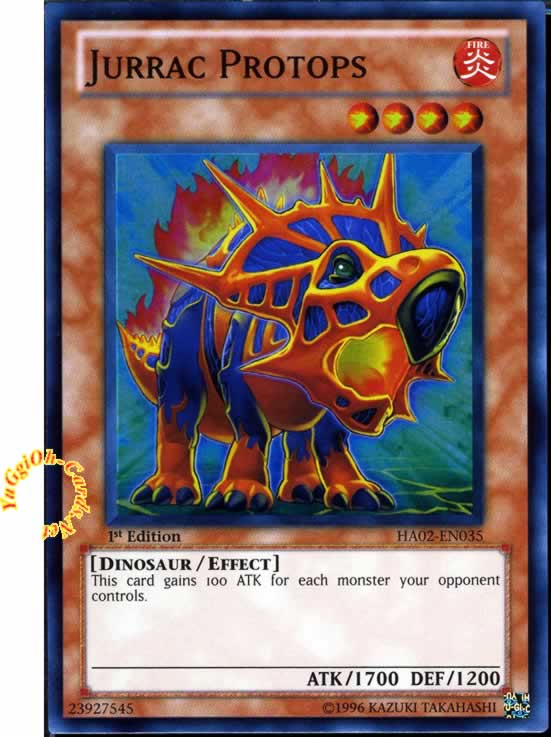 JURRAC PROTOPS
FIRE
炎
1st Edition
HA02-EN035
[DINOSAUR/EFFECT]
This card gains 100 ATK for each monster your opponent
controls.
ATK/1700 DEF/1200
23927545
©1996 KAZUKI TAKAHASHI
YuGgiOh-Cards.Net